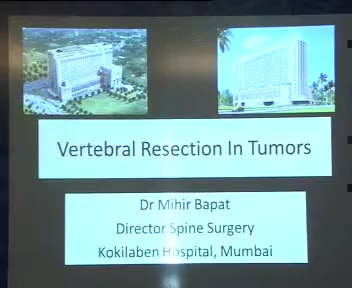 Vertebral Resection In Tumors
Dr Mihir Bapat
Director Spine Surgery
Kokilaben Hospital, Mumbai